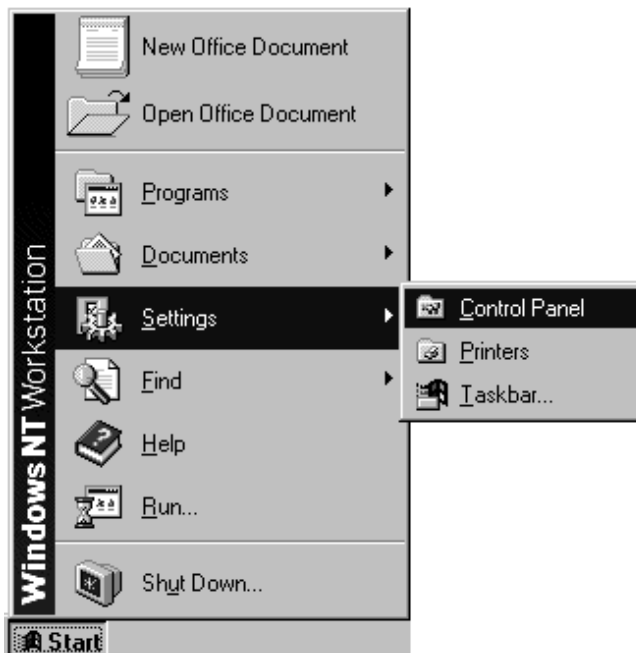 New Office Document
Open Office Document
Programs
Documents
Settings
Find
Help
Run...
Shut Down...
Control Panel
Printers
Taskbar...
Windows NT Workstation
Start